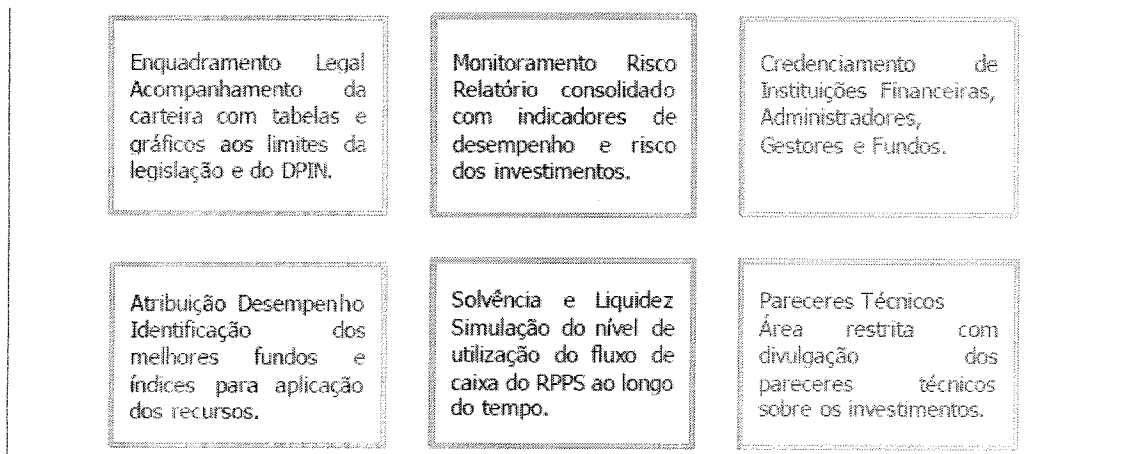 Enquadramento Legal
Acompanhamento da
carteira com tabelas e
gráficos aos limites da
legislação e do DPIN.
Monitoramento Risco
Relatório consolidado
com indicadores de
desempenho e risco
dos investimentos.
Credenciamento de
Instituições Financeiras,
Administradores,
Gestores e Fundos.
Atribuição Desempenho
Identificação dos
melhores fundos e
índices para aplicação
dos recursos.
Solvência e Liquidez
Simulação do nível de
utilização do fluxo de
caixa do RPPS ao longo
do tempo.
Pareceres Técnicos
Área restrita com
divulgação dos
pareceres técnicos
sobre os investimentos.